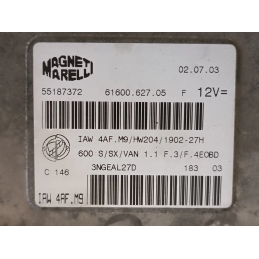 MAGNETI
MARELLI
02.07.03
55187372 61600.627.05 F 12V=
IAW 4AF.M9/HW204/1902-27H
600 S/SX/VAN 1.1 F.3/F.4EOBD
C 146 3NGEAL27D 183 03
IAW 4AF.M9